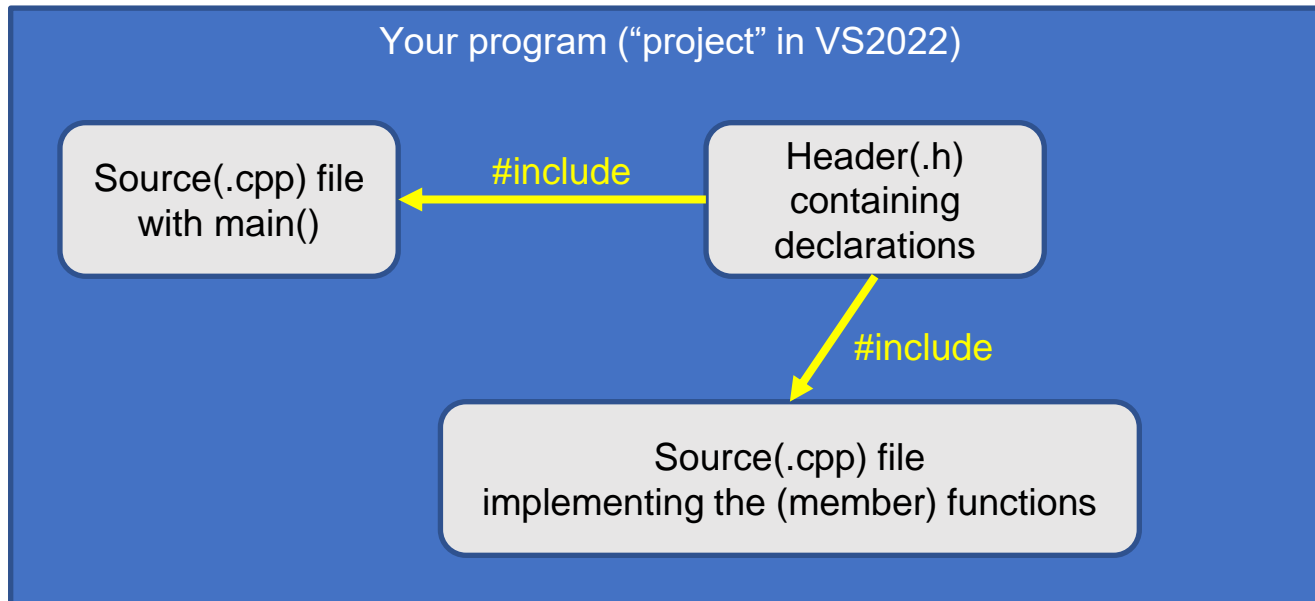 Your program (“project” in VS2022)
Source(.cpp) file
with main()
#include
Header(.h)
containing
declarations
#include
Source(.cpp) file
implementing the (member) functions